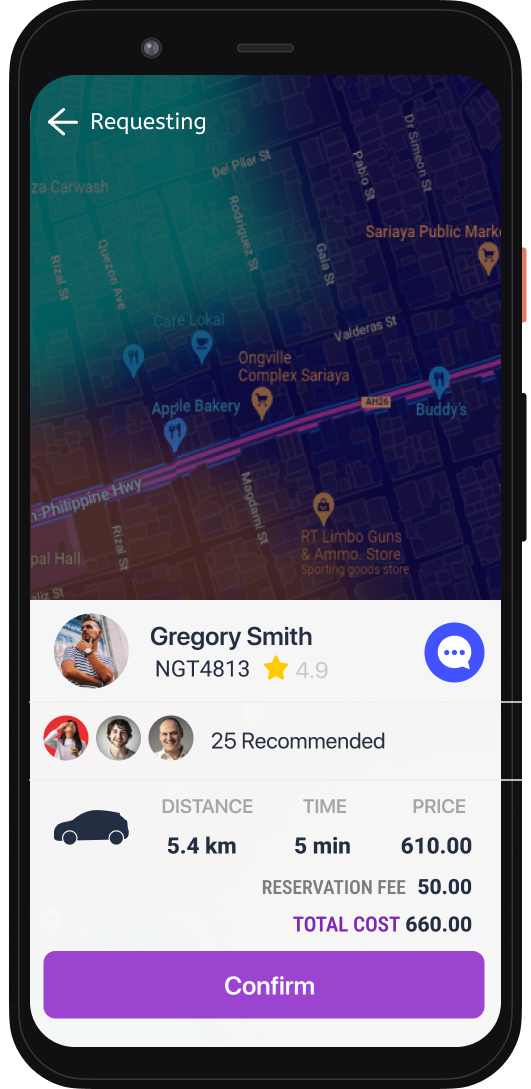 Requesting
Dr Simeon St
Del Pilar St
Pablo St
za Carwash
Rodriguez St
Sariaya Public Marke
Quezon Ave
Gala St
Rizal St
Cafe Lokal
Valderas St
Ongville
Complex Sariaya
AH26
Apple Bakery
Buddy's
n-Philippine Hwy
Magdami St
Rizal St
RT Limbo Guns
& Ammo. Store
Sporting goods store
pal Hall
aliz St
Gregory Smith
NGT4813 4.9
25 Recommended
DISTANCE TIME PRICE
5.4 km 5 min 610.00
RESERVATION FEE 50.00
TOTAL COST 660.00
Confirm